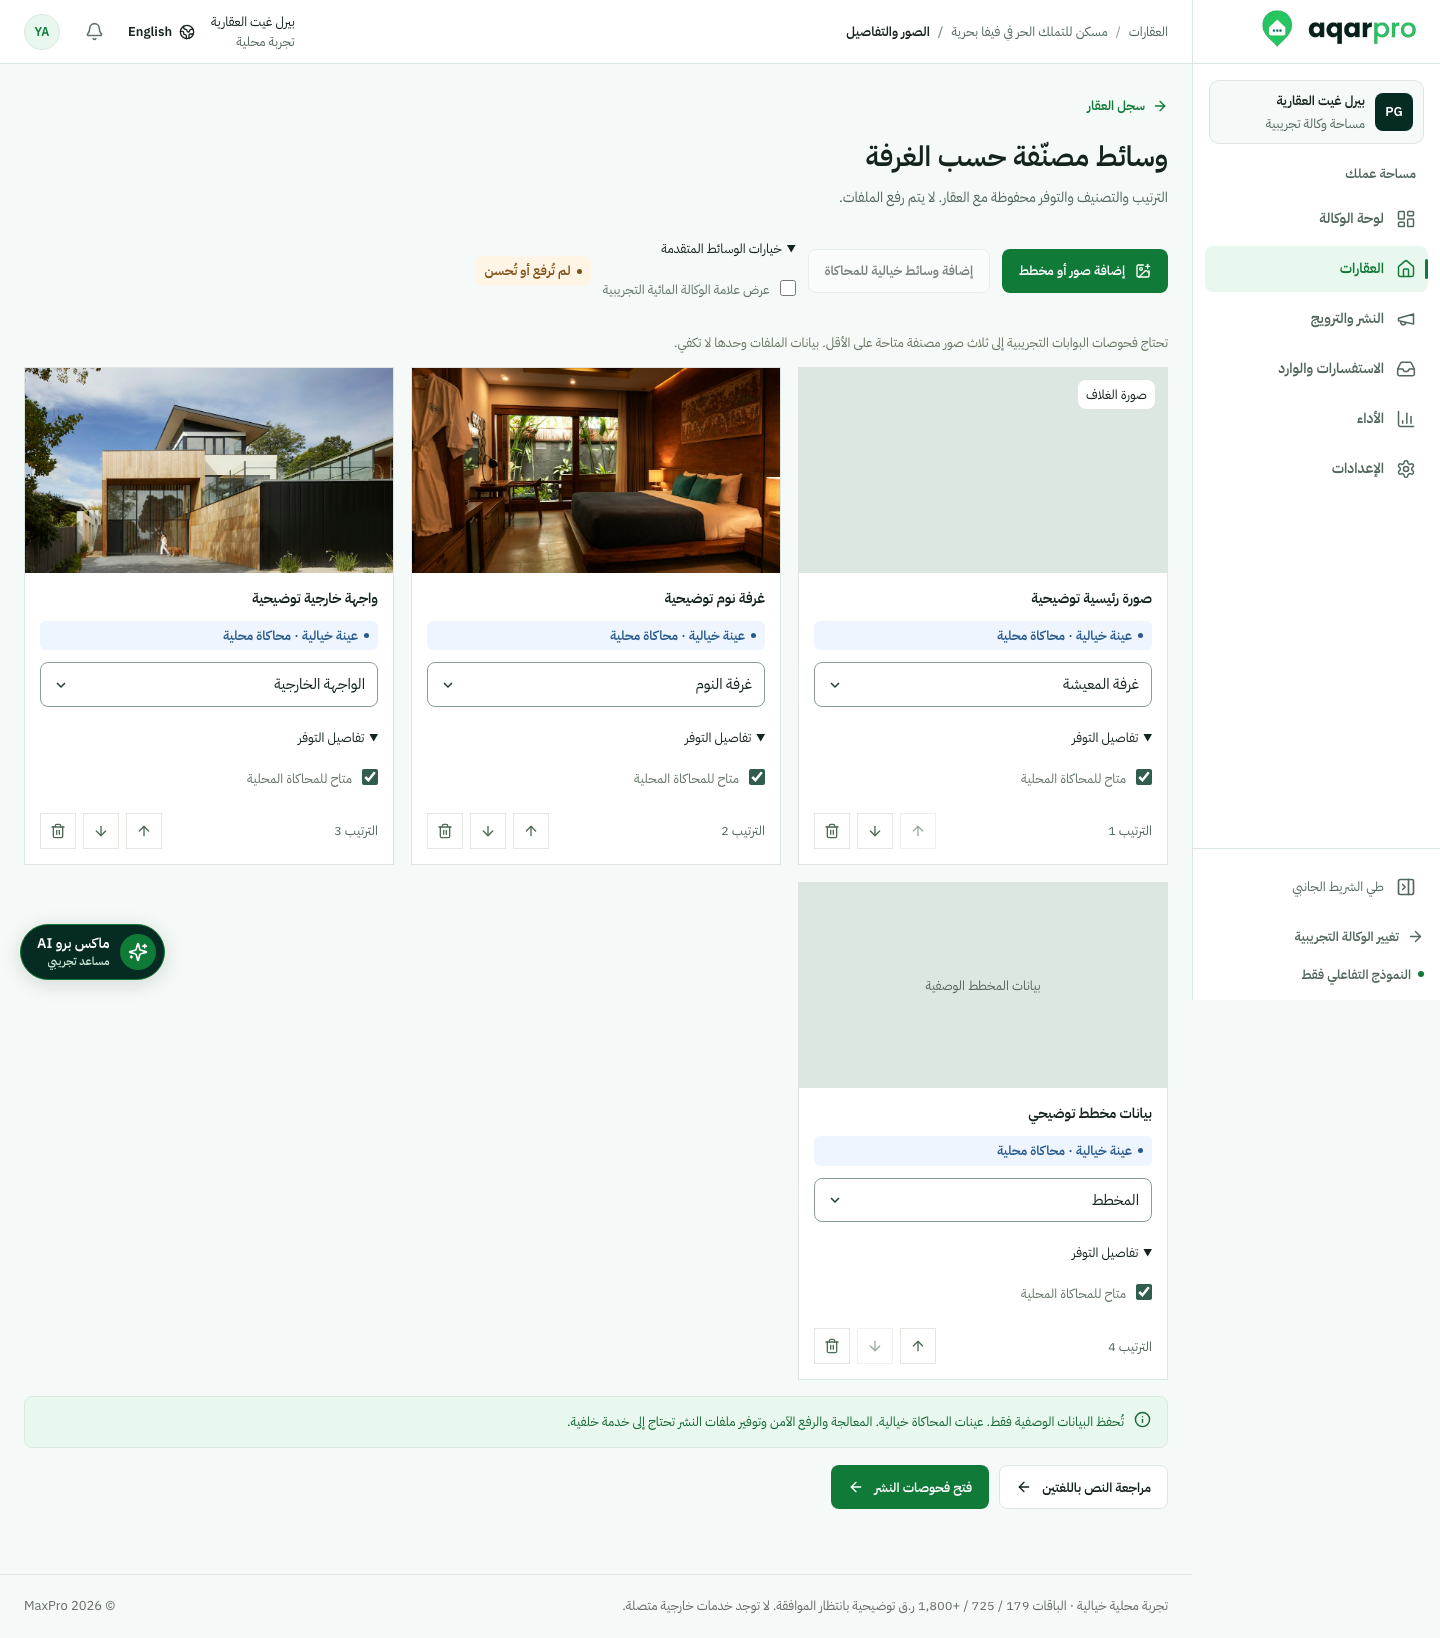 aqarpro
PG
بيرل غيت العقارية
مساحة وكالة تجريبية
مساحة عملك
لوحة الوكالة
العقارات
النشر والترويج
الاستفسارات والوارد
الأداء
الإعدادات
طي الشريط الجانبي
تغيير الوكالة التجريبية
النموذج التفاعلي فقط
العقارات / مسكن للتملك الحر في فيفا بحرية / الصور والتفاصيل
بيرل غيت العقارية
تجربة محلية
English
YA
سجل العقار
وسائط مصنّفة حسب الغرفة
الترتيب والتصنيف والتوفر محفوظة مع العقار. لا يتم رفع الملفات.
إضافة صور أو مخطط
إضافة وسائط خيالية للمحاكاة
خيارات الوسائط المتقدمة
عرض علامة الوكالة المائية التجريبية
لم تُرفع أو تُحسن
تحتاج فحوصات البوابات التجريبية إلى ثلاث صور مصنفة متاحة على الأقل. بيانات الملفات وحدها لا تكفي.
صورة الغلاف
صورة رئيسية توضيحية
عينة خيالية · محاكاة محلية
غرفة المعيشة
تفاصيل التوفر
متاح للمحاكاة المحلية
الترتيب 1
غرفة نوم توضيحية
عينة خيالية · محاكاة محلية
غرفة النوم
تفاصيل التوفر
متاح للمحاكاة المحلية
الترتيب 2
واجهة خارجية توضيحية
عينة خيالية · محاكاة محلية
الواجهة الخارجية
تفاصيل التوفر
متاح للمحاكاة المحلية
الترتيب 3
بيانات المخطط الوصفية
بيانات مخطط توضيحي
عينة خيالية · محاكاة محلية
المخطط
تفاصيل التوفر
متاح للمحاكاة المحلية
الترتيب 4
ماكس برو AI
مساعد تجريبي
تُحفظ البيانات الوصفية فقط. عينات المحاكاة خيالية. المعالجة والرفع الآمن وتوفير ملفات النشر تحتاج إلى خدمة خلفية.
مراجعة النص باللغتين
فتح فحوصات النشر
تجربة محلية خيالية · الباقات 179 / 725 / +1,800 ر.ق توضيحية بانتظار الموافقة. لا توجد خدمات خارجية متصلة.
© 2026 MaxPro